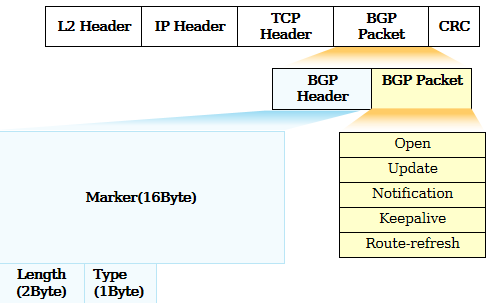 L2 Header IP Header TCP Header BGP Packet CRC
BGP Header BGP Packet
Open
Update
Marker(16Byte) Notification
Keepalive
Route-refresh
Length (2Byte) Type (1Byte)